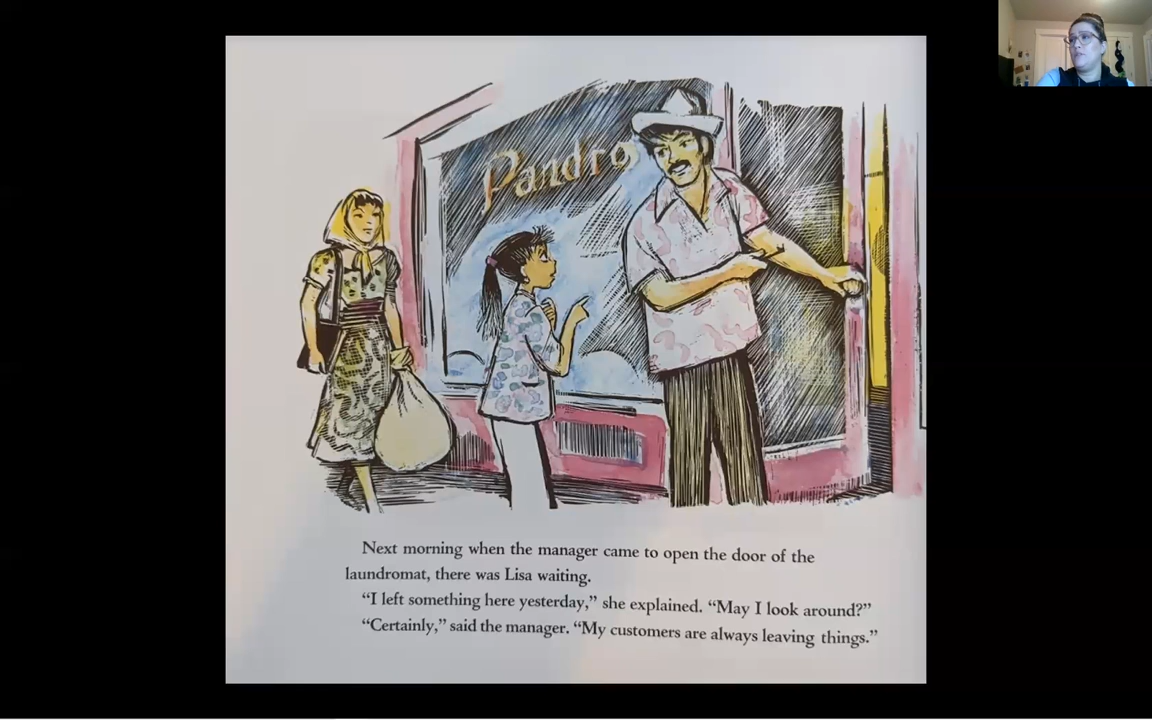 Pandro
Next morning when the manager came to open the door of the
laundromat, there was Lisa waiting.
“I left something here yesterday,” she explained. “May I look around?”
“Certainly,” said the manager. “My customers are always leaving things.”